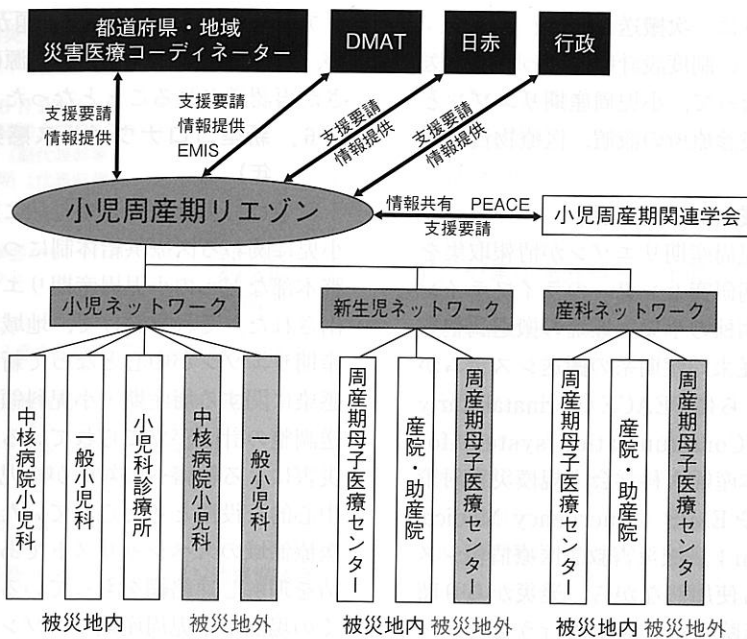 都道府県・地域
災害医療コーディネーター
DMAT
日赤
行政
支援要請
情報提供
支援要請
情報提供
EMIS
支援要請
情報提供
支援要請
情報提供
小児周産期リエゾン
情報共有　PEACE
支援要請
小児周産期関連学会
小児ネットワーク
新生児ネットワーク
産科ネットワーク
中核病院小児科
一般小児科
小児科診療所
中核病院小児科
一般小児科
周産期母子医療センター
産院・助産院
周産期母子医療センター
周産期母子医療センター
産院・助産院
周産期母子医療センター
被災地内
被災地外
被災地内
被災地外
被災地内
被災地外